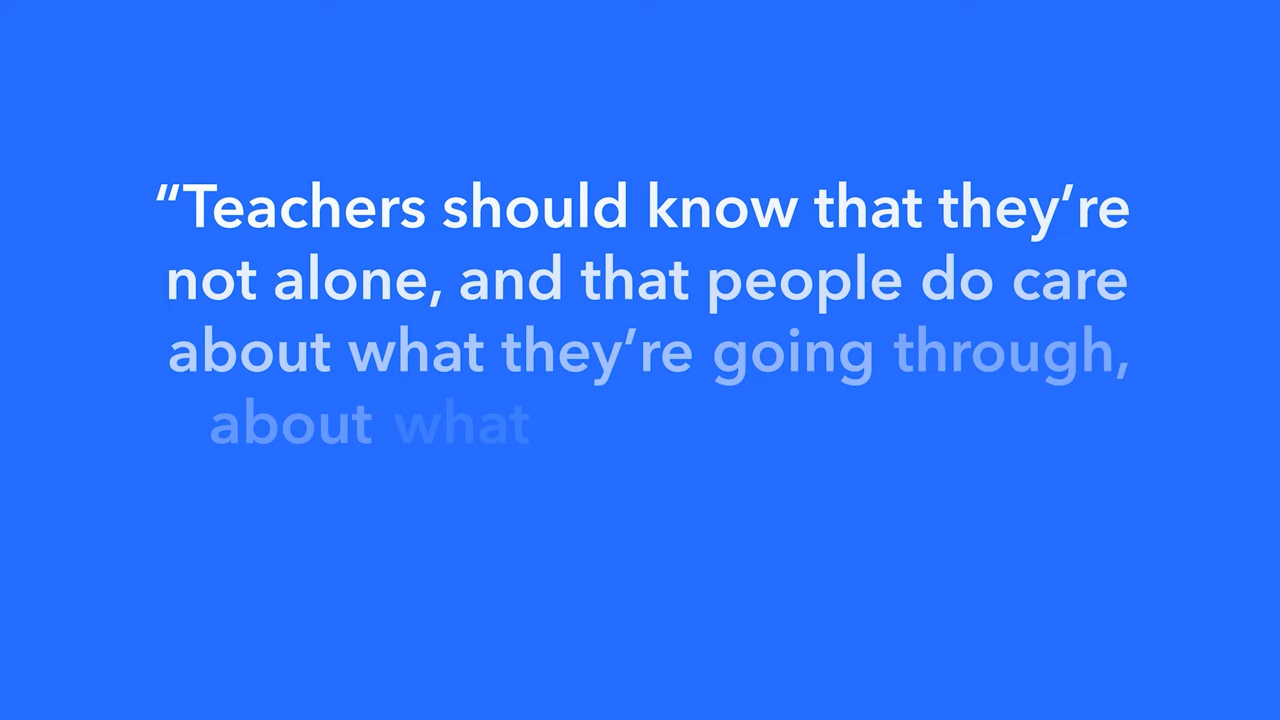 “Teachers should know that they’re
not alone, and that people do care
about what they’re going through,
about what